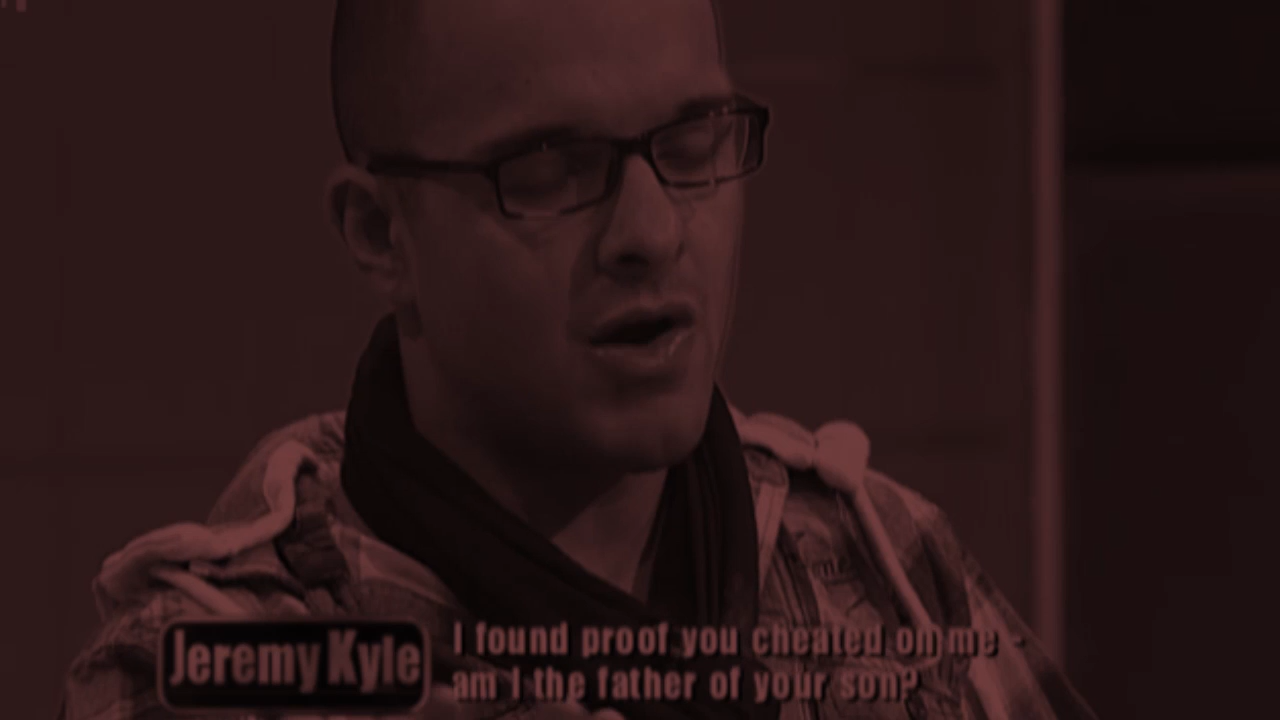 Jeremy Kyle
I found proof you cheated on me -
am I the father of your son?